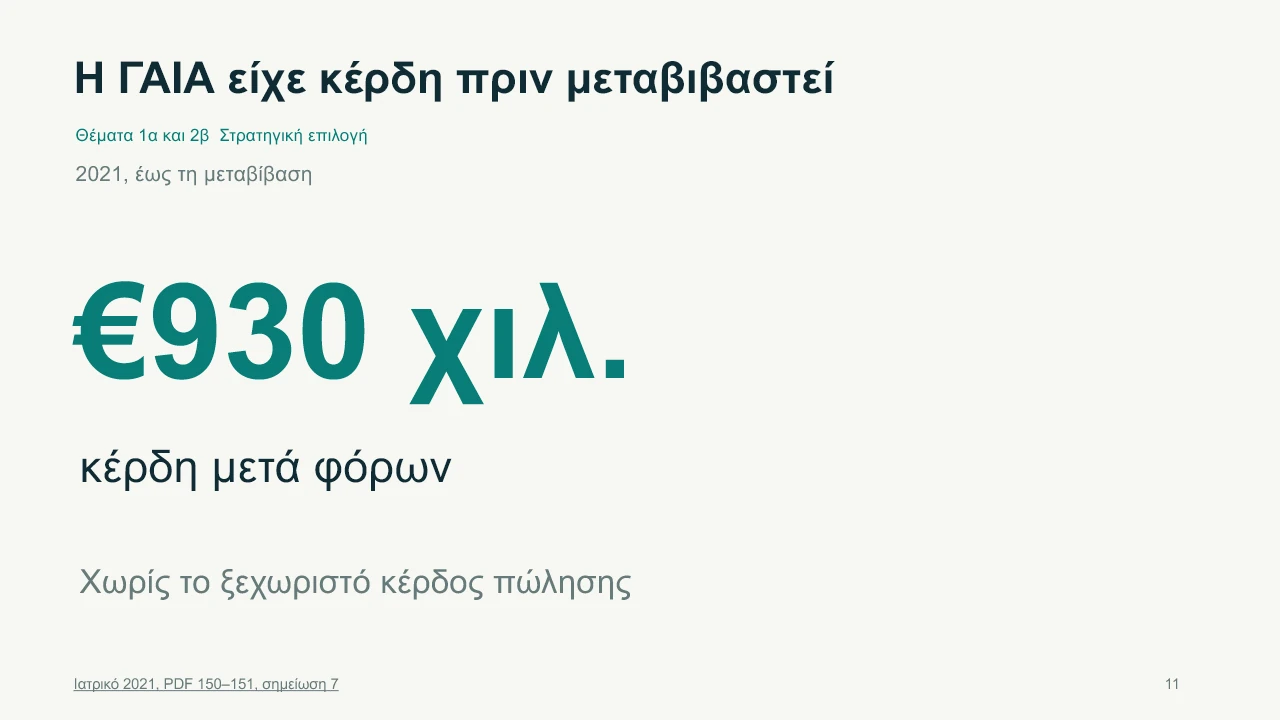 Η ΓΑΙΑ είχε κέρδη πριν μεταβιβαστεί
Θέματα 1α και 2β  Στρατηγική επιλογή
2021, έως τη μεταβίβαση
€930 χιλ.
κέρδη μετά φόρων
Χωρίς το ξεχωριστό κέρδος πώλησης
Ιατρικό 2021, PDF 150–151, σημείωση 7
11